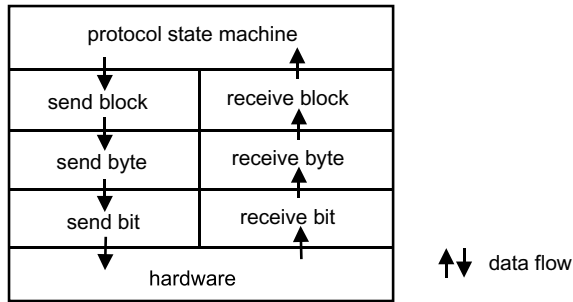 protocol state machine
send block
receive block
send byte
receive byte
send bit
receive bit
hardware
data flow